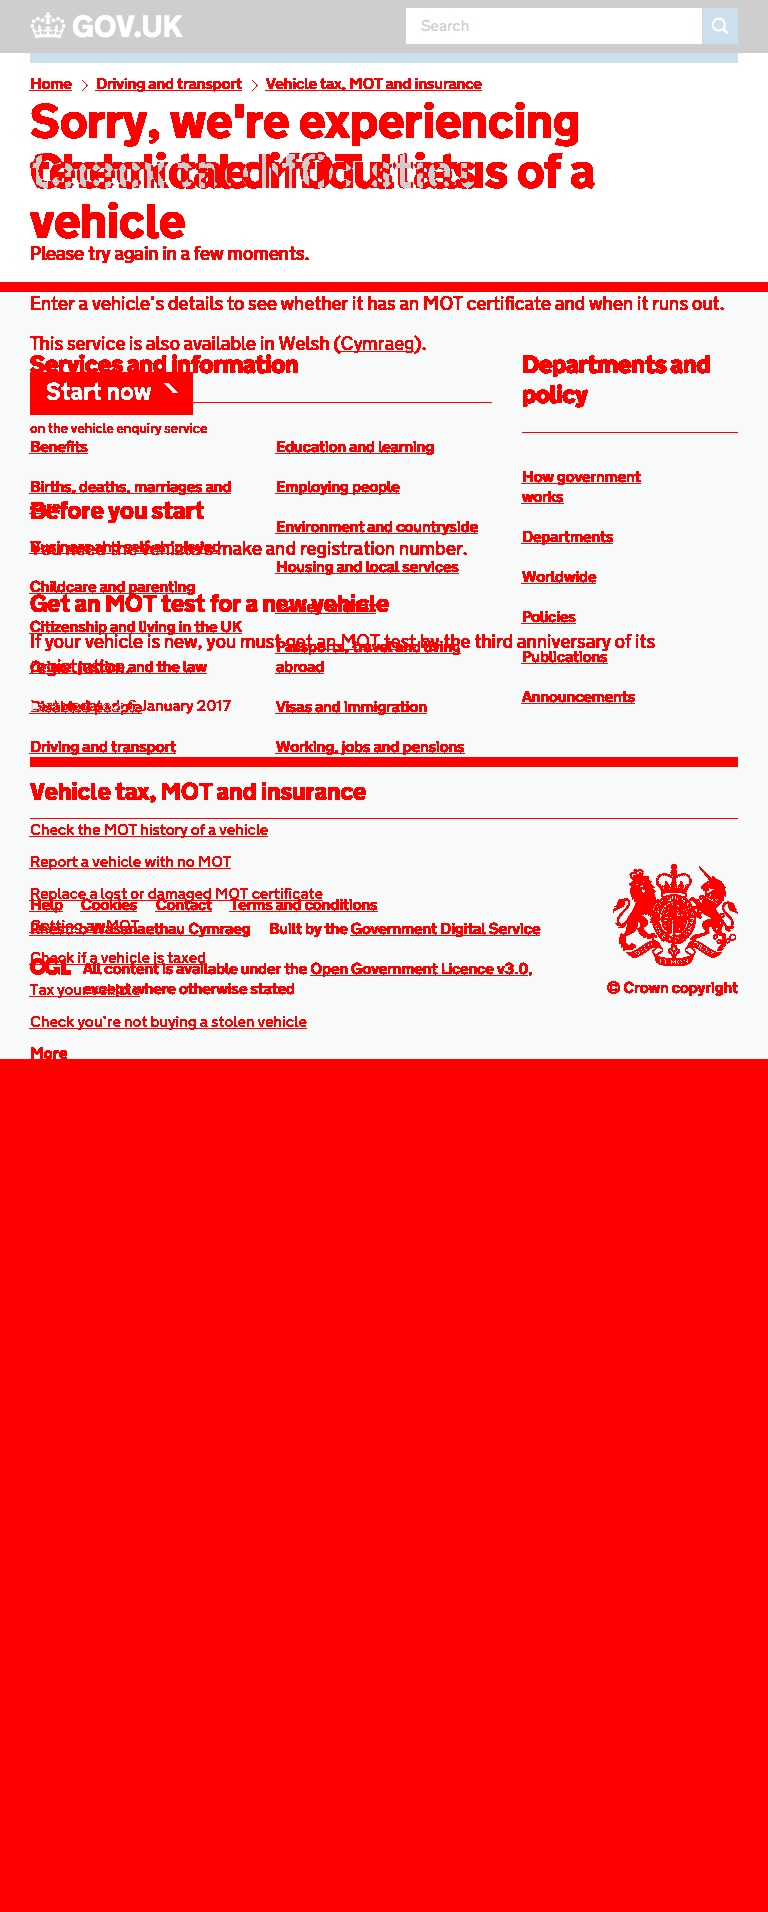 GOV.UK
Search
Home
Driving and transport
Vehicle tax, MOT and insurance
Sorry, we're experiencing
technical difficulties
Check the MOT status of a
vehicle
Please try again in a few moments.
Enter a vehicle's details to see whether it has an MOT certificate and when it runs out.
This service is also available in Welsh (Cymraeg).
Services and information
Departments and
policy
Start now
on the vehicle enquiry service
Benefits
Education and learning
How government
works
Births, deaths, marriages and
Employing people
Before you start
Environment and countryside
Departments
Business and self-employed
You need the vehicle's make and registration number.
Housing and local services
Worldwide
Childcare and parenting
Get an MOT test for a new vehicle
Policies
Citizenship and living in the UK
If your vehicle is new, you must get an MOT test by the third anniversary of its
registration.
Passports, travel and living
abroad
Publications
Crime, justice and the law
Announcements
Last updated: 6 January 2017
Disabled people
Visas and immigration
Driving and transport
Working, jobs and pensions
Vehicle tax, MOT and insurance
Check the MOT history of a vehicle
Report a vehicle with no MOT
Replace a lost or damaged MOT certificate
Help
Cookies
Contact
Terms and conditions
Getting an MOT
Rhestr o Wasanaethau Cymraeg
Built by the Government Digital Service
Check if a vehicle is taxed
OGL
All content is available under the Open Government Licence v3.0,
except where otherwise stated
Tax your vehicle
© Crown copyright
Check you're not buying a stolen vehicle
More